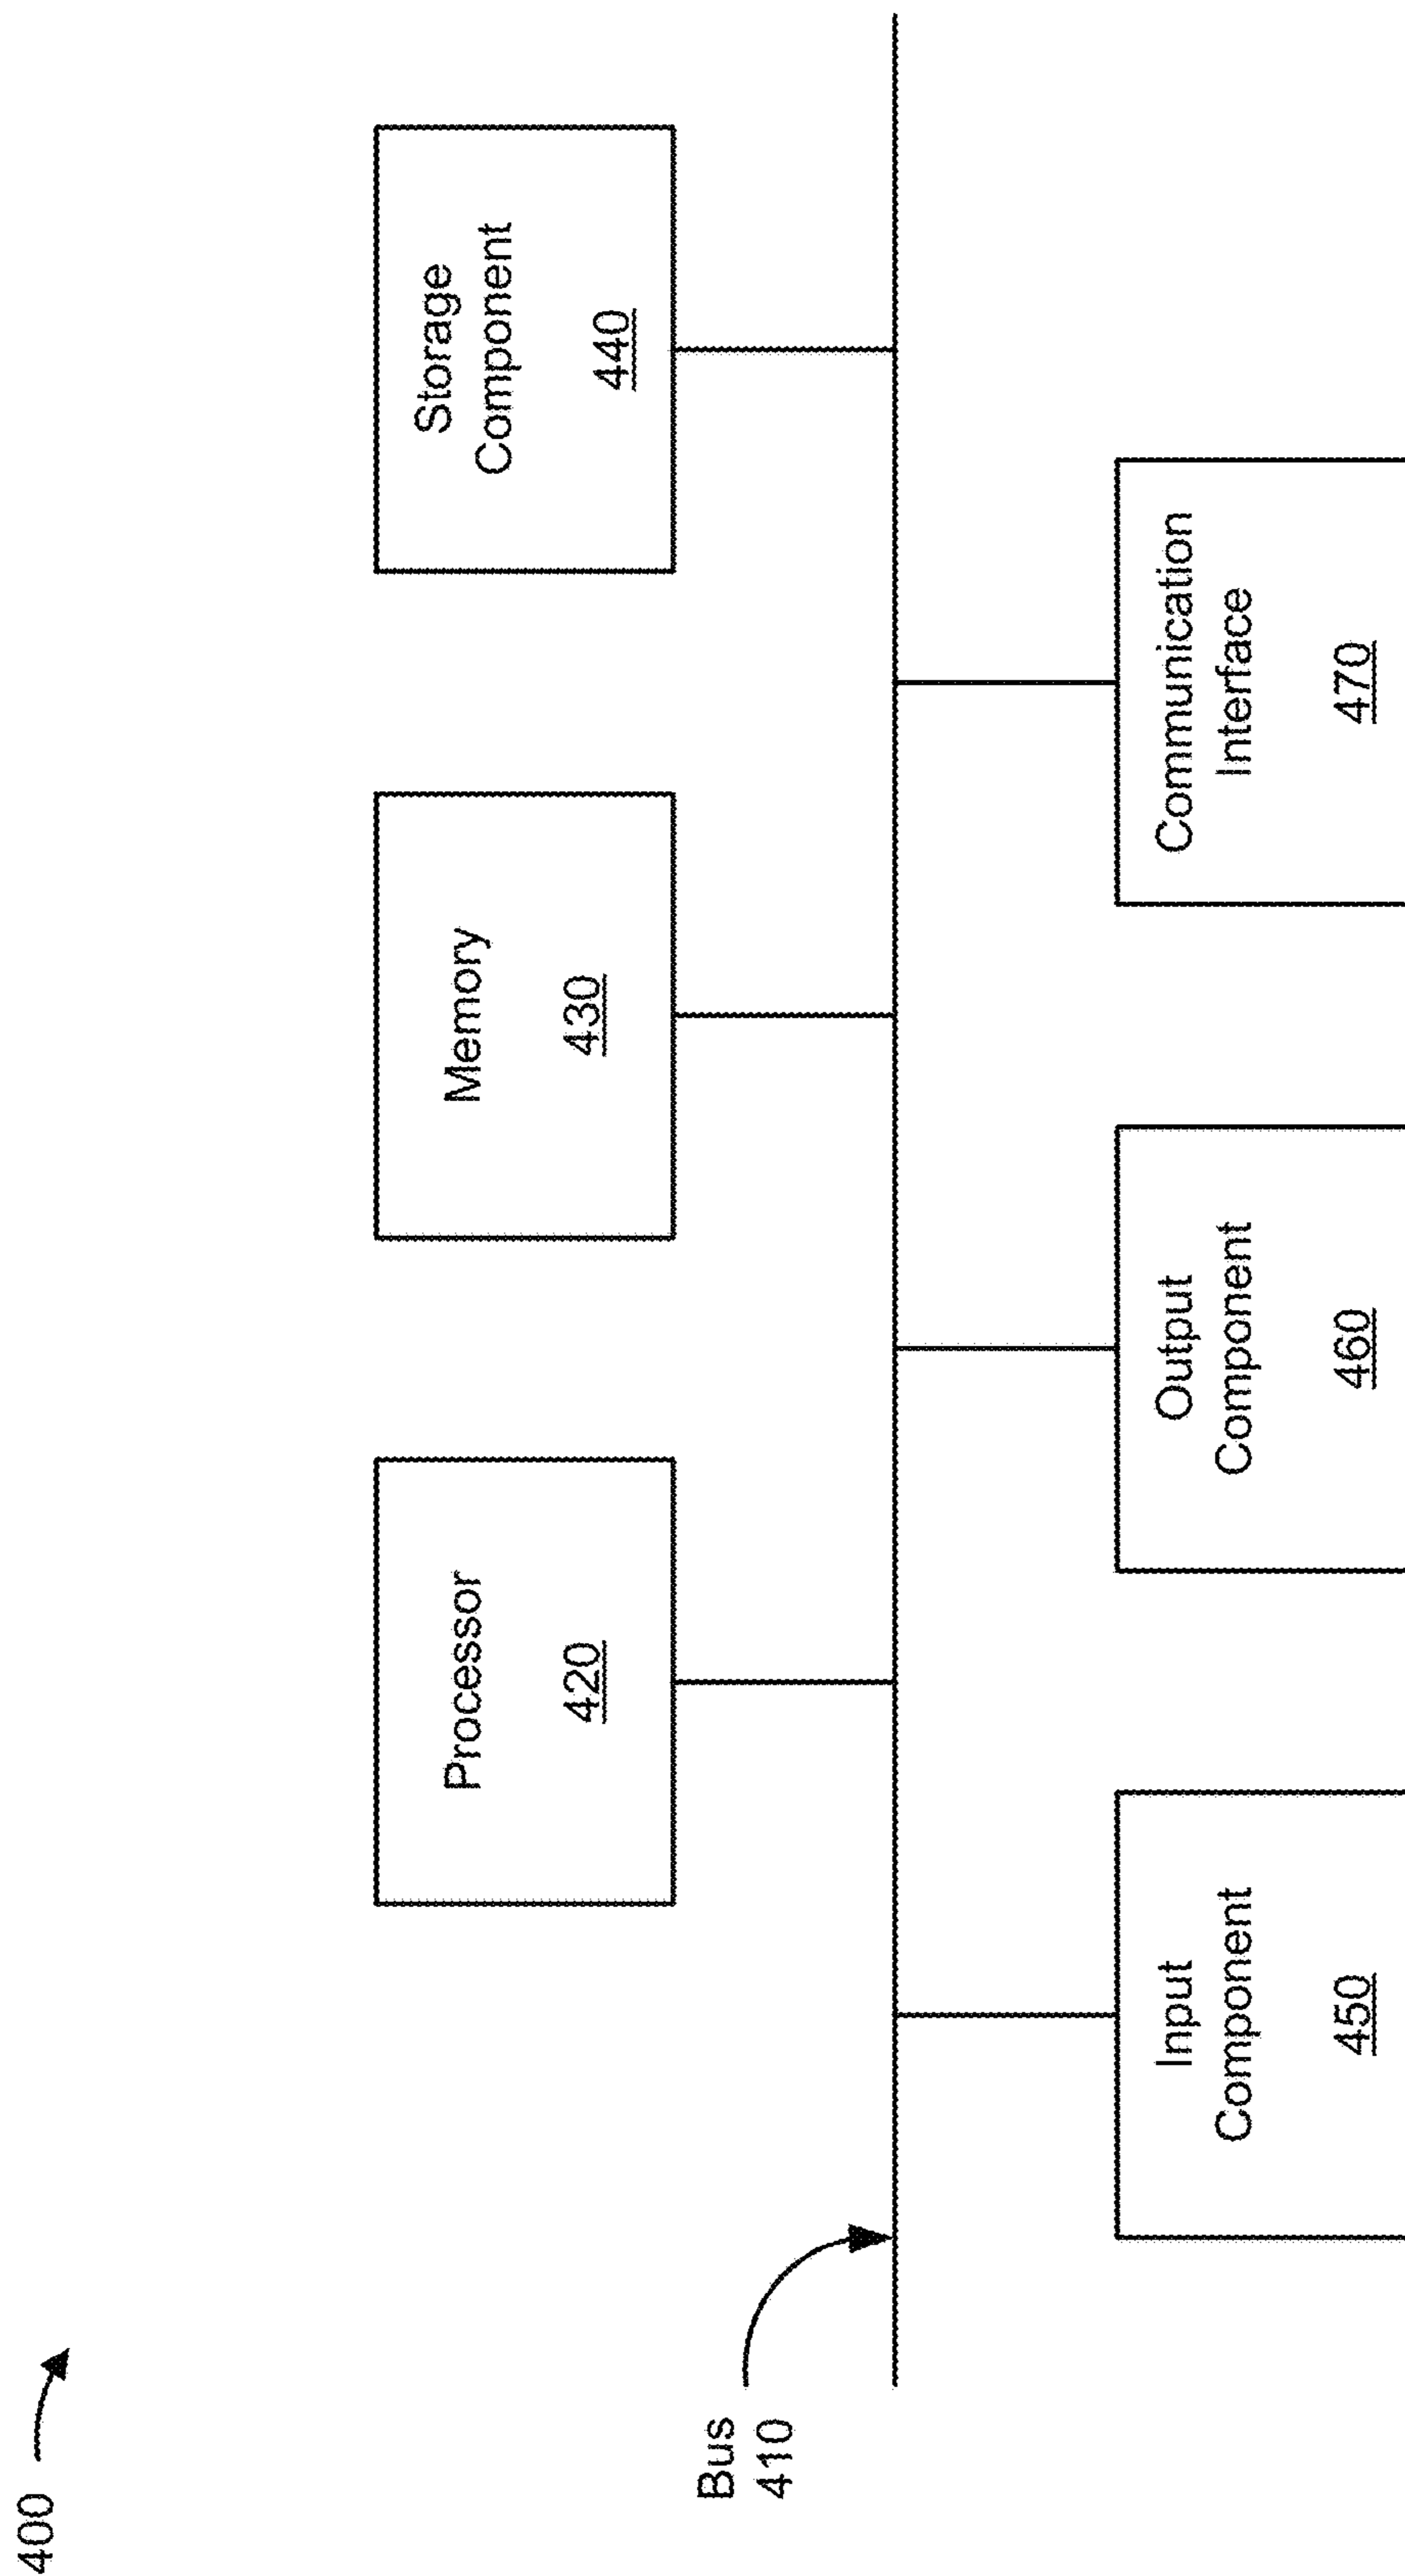 400
Processor
420
Memory
430
Storage
Component
440
Bus
410
Input
Component
450
Output
Component
460
Communication
Interface
470